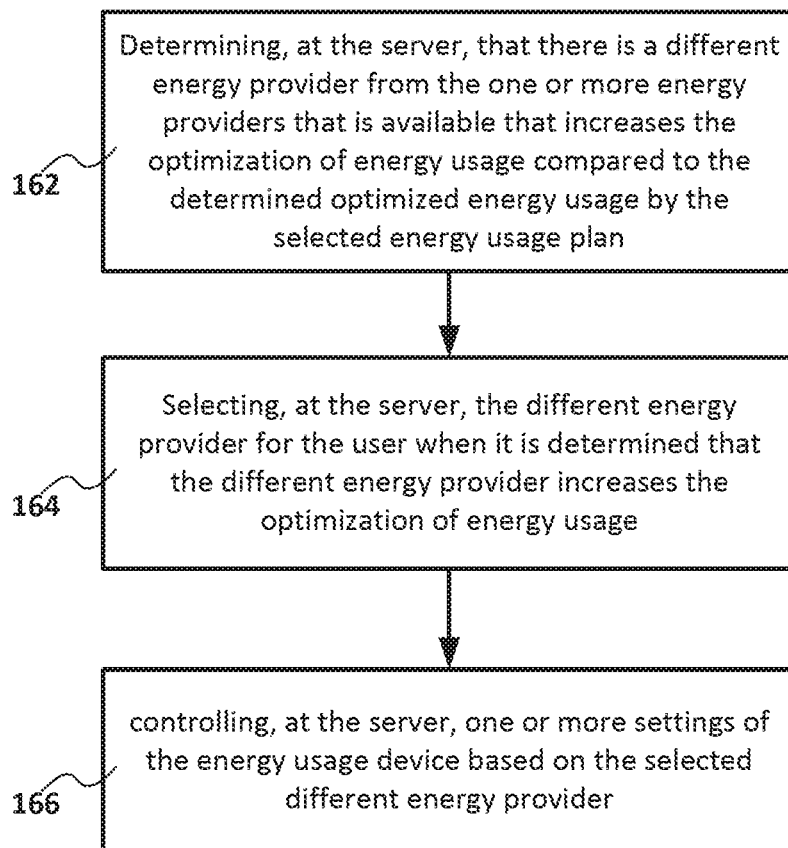 Determining, at the server, that there is a different
energy provider from the one or more energy
providers that is available that increases the
optimization of energy usage compared to the
determined optimized energy usage by the
selected energy usage plan
162
Selecting, at the server, the different energy
provider for the user when it is determined that
the different energy provider increases the
optimization of energy usage
164
controlling, at the server, one or more settings of
the energy usage device based on the selected
different energy provider
166